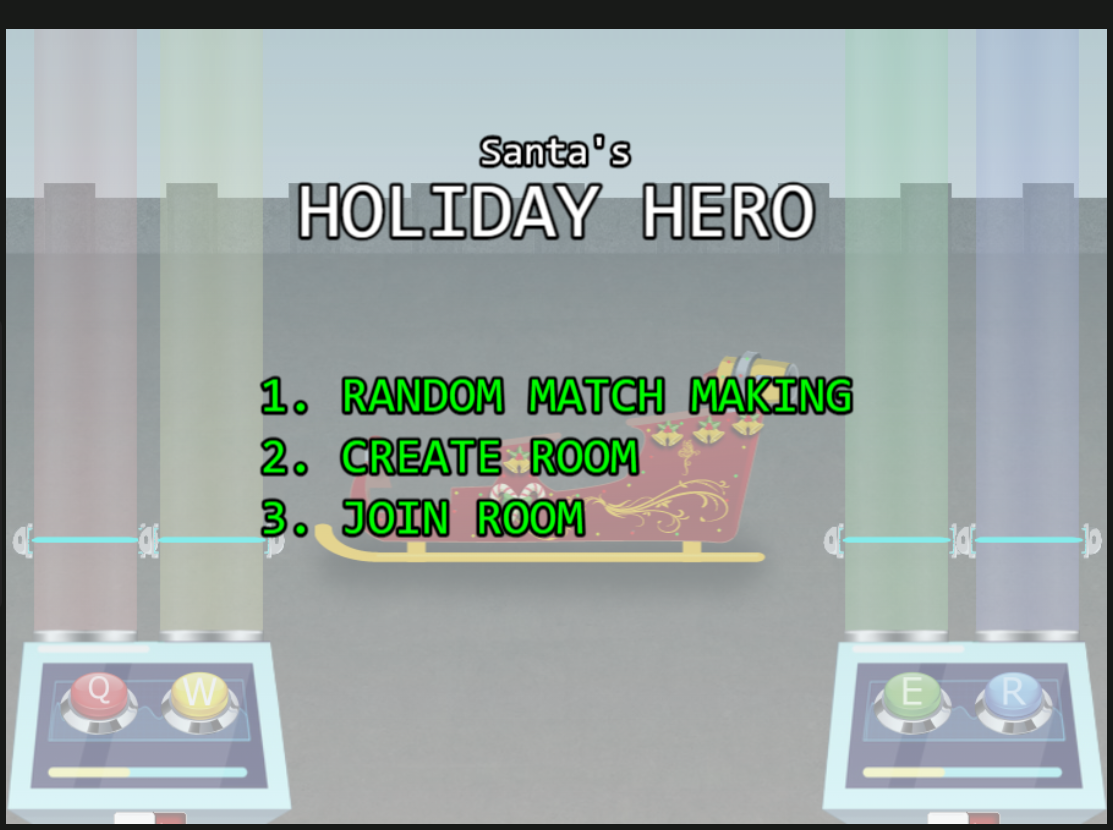 Santa's
HOLIDAY HERO
1. RANDOM MATCH MAKING
2. CREATE ROOM
3. JOIN ROOM
Q W E R